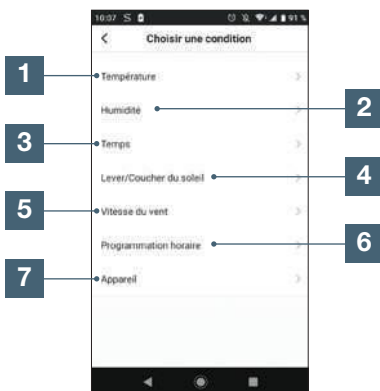 10:07 S 91 %
Choisir une condition
1 Température
Humidité 2
3 Temps
Lever/Coucher du soleil 4
5 Vitesse du vent
Programmation horaire 6
7 Appareil